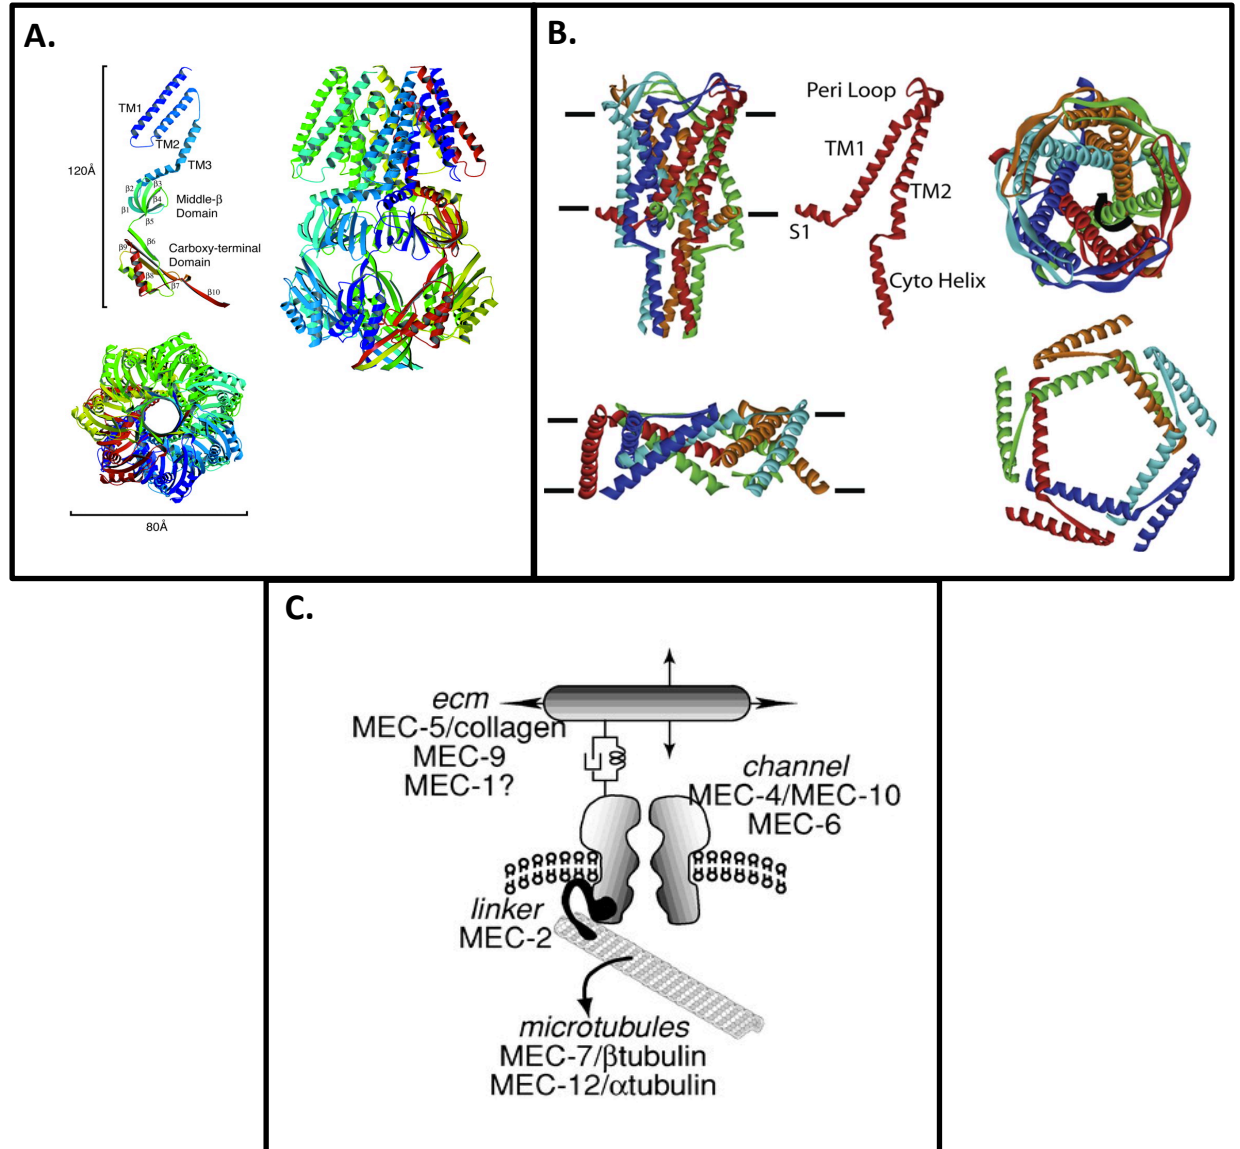 A.
TM1
TM2
TM3
120Å
β2
β3
β4
β1
β5
Middle-β
Domain
β6
β9
Carboxy-terminal
Domain
β8
β7
β10
80Å
B.
Peri Loop
TM1
TM2
S1
Cyto Helix
C.
ecm
MEC-5/collagen
MEC-9
MEC-1?
channel
MEC-4/MEC-10
MEC-6
linker
MEC-2
microtubules
MEC-7/βtubulin
MEC-12/αtubulin